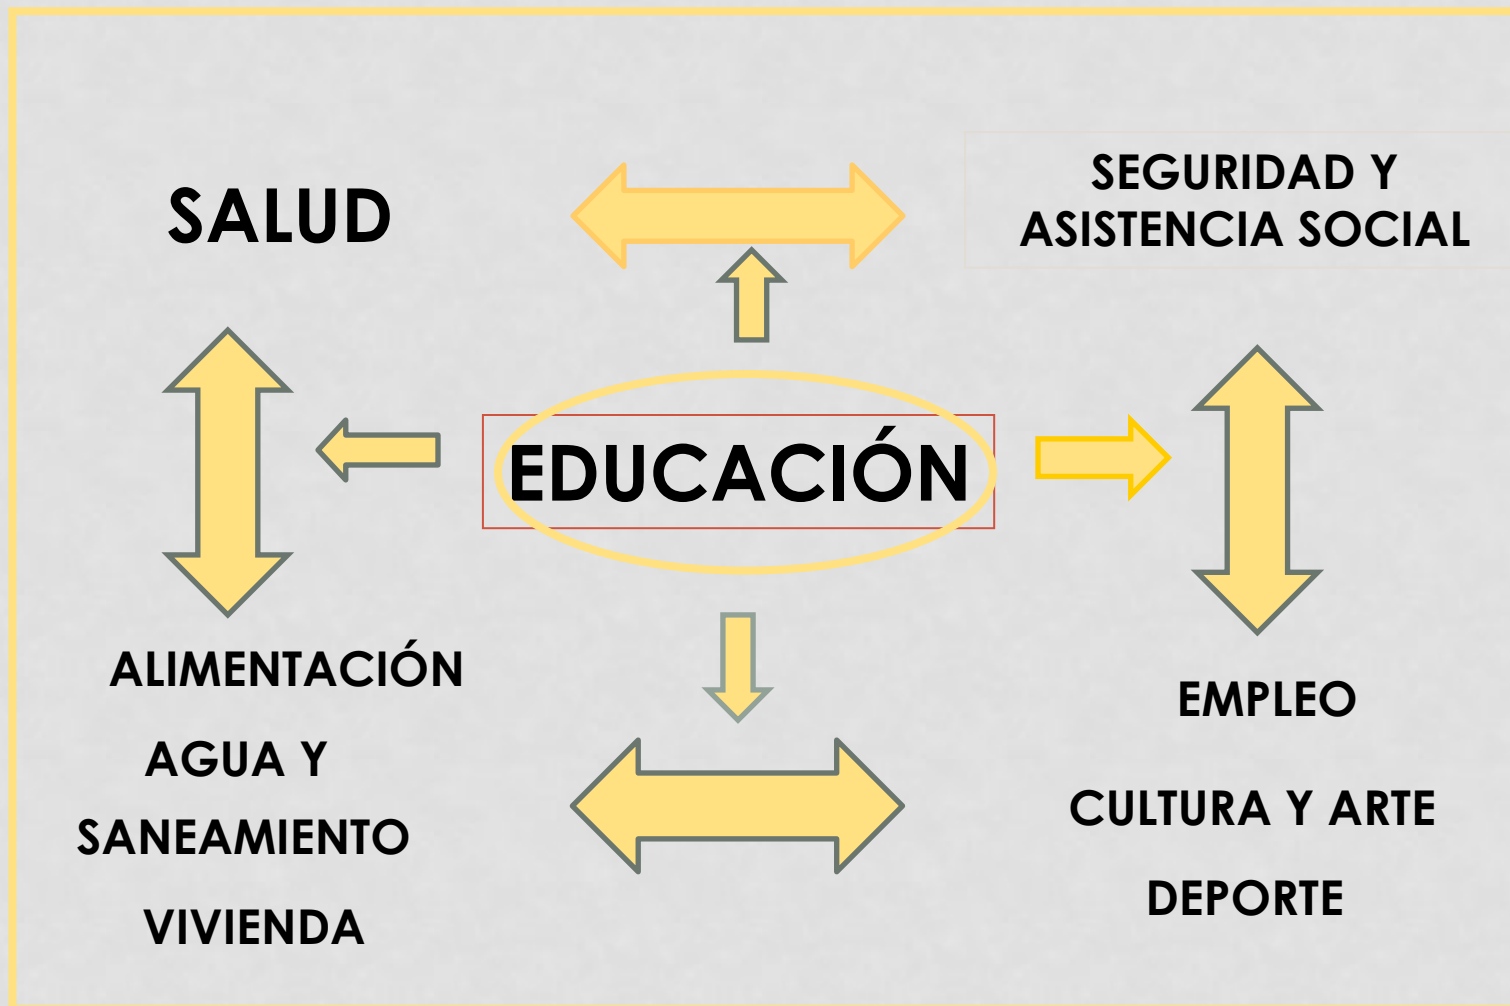 SALUD
SEGURIDAD Y
ASISTENCIA SOCIAL
EDUCACIÓN
ALIMENTACIÓN
AGUA Y
SANEAMIENTO
VIVIENDA
EMPLEO
CULTURA Y ARTE
DEPORTE